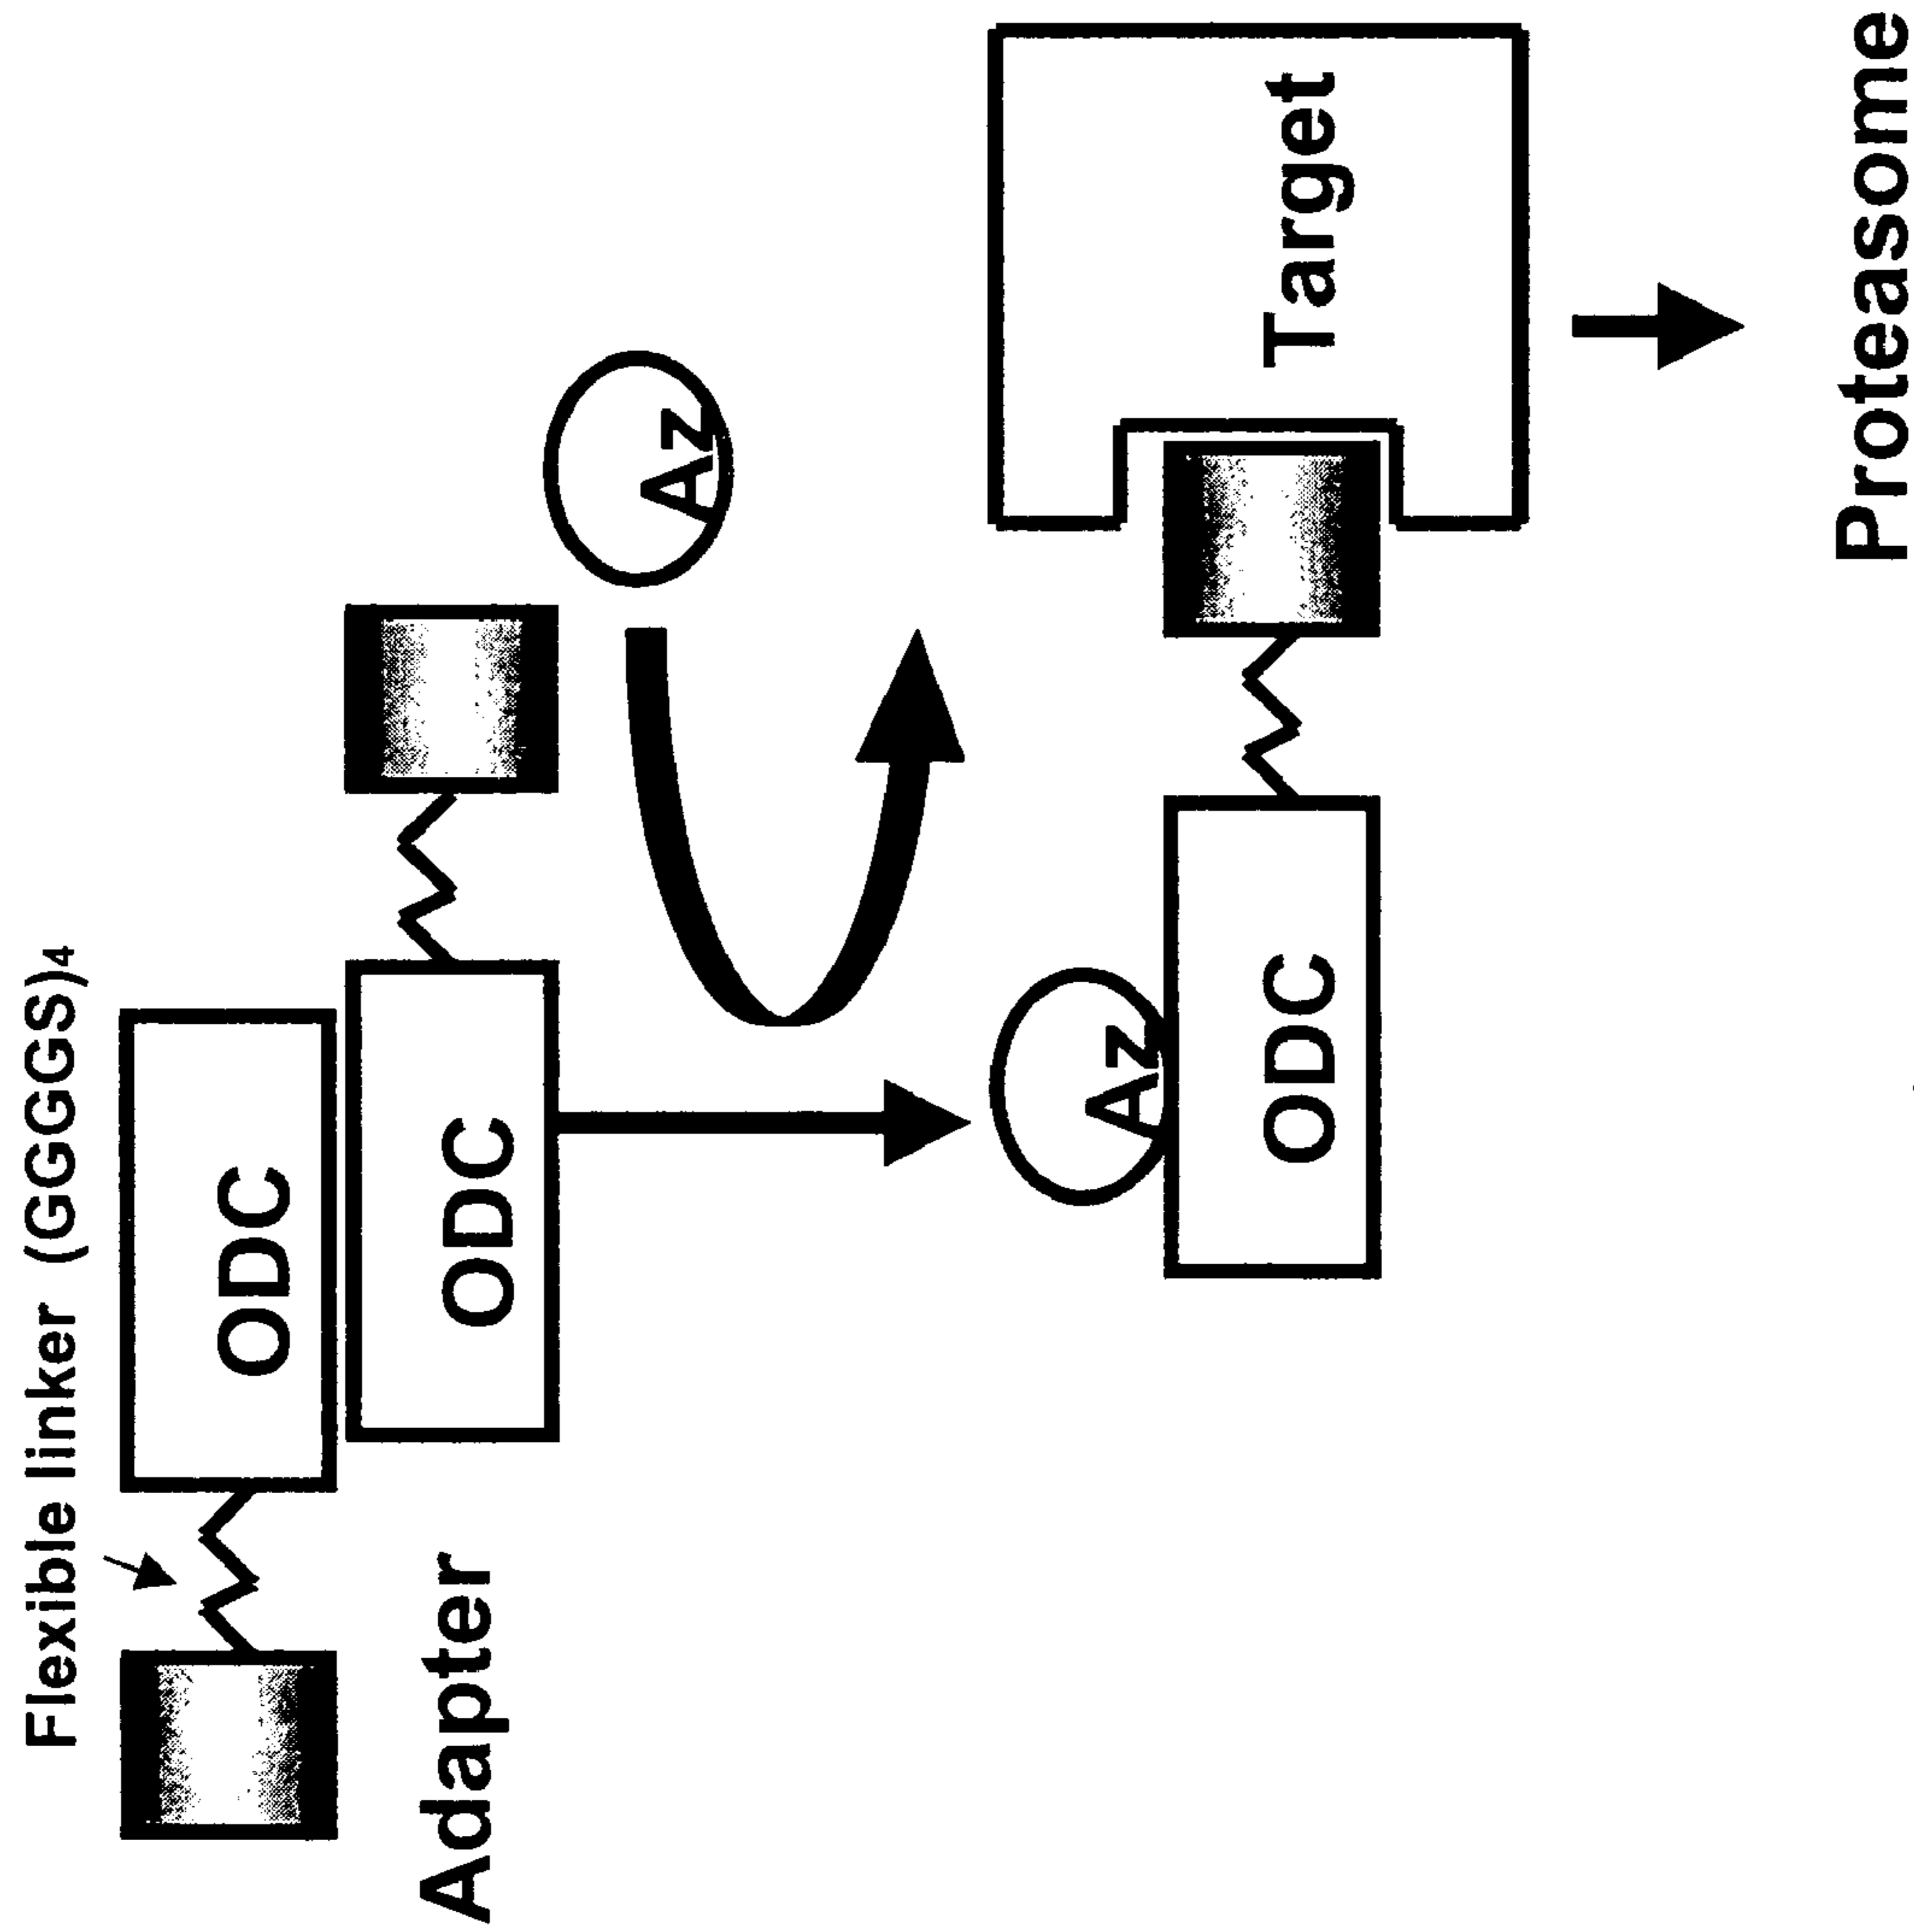 Flexible linker (GGGGS)₄
ODC
Adapter
ODC
Az
Az
ODC
Target
Proteasome